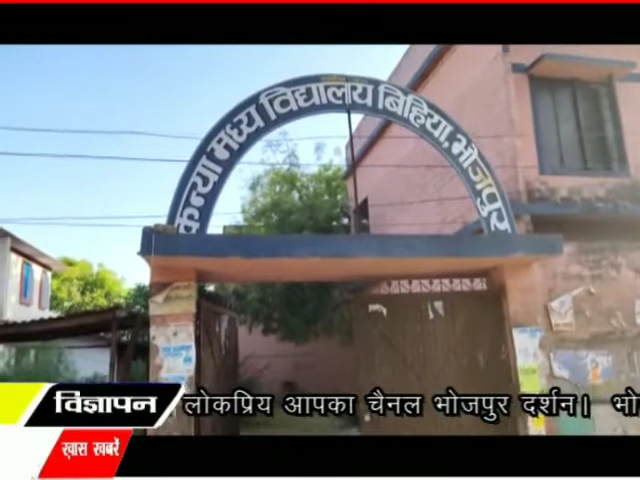 कन्या मध्य विद्यालय बिहिया, भोजपुर
विज्ञापन
लोकप्रिय आपका चैनल भोजपुर दर्शन। भो
ख़ास खबरें